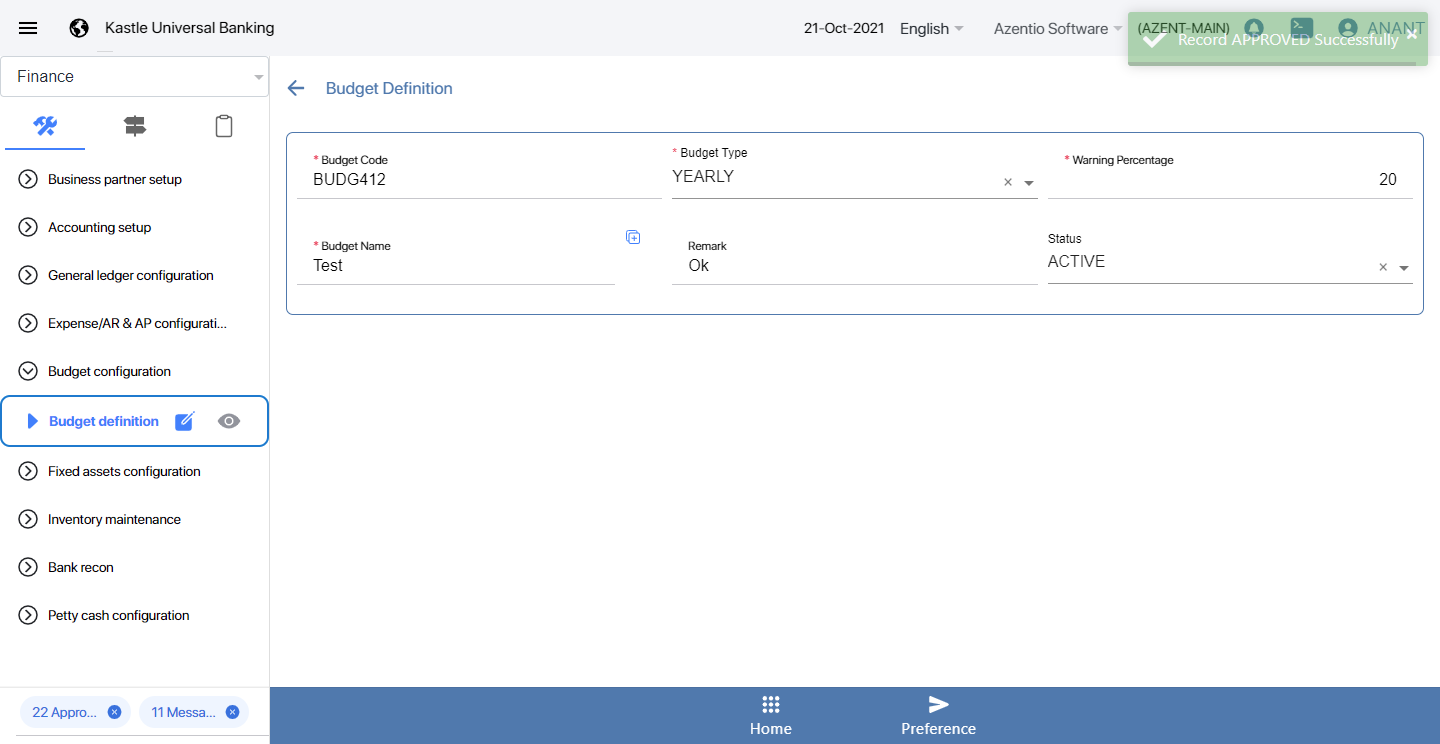 Kastle Universal Banking
21-Oct-2021
English
Azentio Software
(AZENT-MAIN)
ANANT
Record APPROVED Successfully
Finance
Budget Definition
Business partner setup
Accounting setup
General ledger configuration
Expense/AR & AP configurati...
Budget configuration
Budget definition
Fixed assets configuration
Inventory maintenance
Bank recon
Petty cash configuration
* Budget Code
BUDG412
* Budget Type
YEARLY
* Warning Percentage
20
* Budget Name
Test
Remark
Ok
Status
ACTIVE
22 Appro...
11 Messa...
Home
Preference